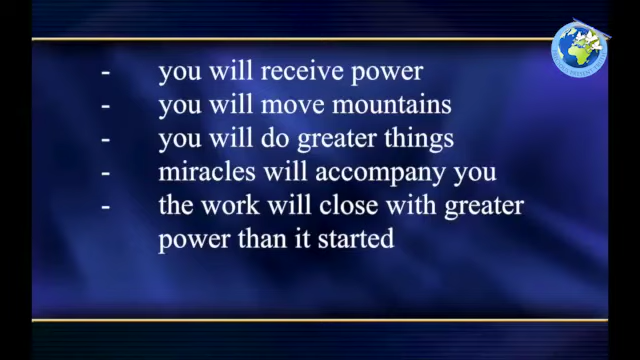 - you will receive power
- you will move mountains
- you will do greater things
- miracles will accompany you
- the work will close with greater
power than it started